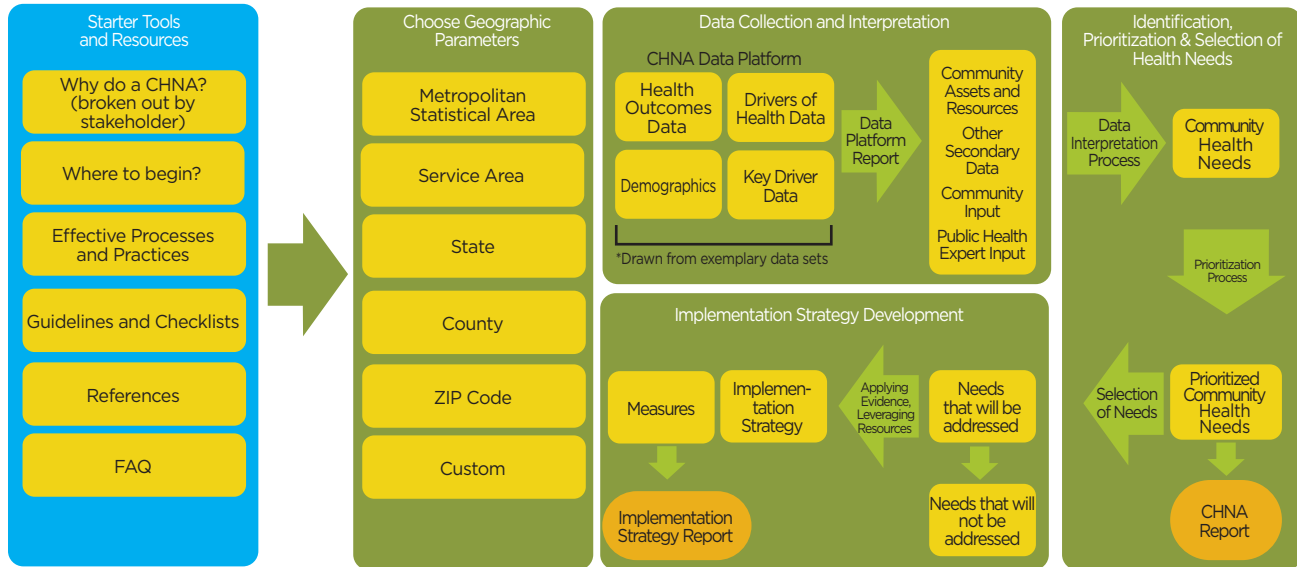 Starter Tools
and Resources
Why do a CHNA?
(broken out by
stakeholder)
Where to begin?
Effective Processes
and Practices
Guidelines and Checklists
References
FAQ
Choose Geographic
Parameters
Metropolitan
Statistical Area
Service Area
State
County
ZIP Code
Custom
Data Collection and Interpretation
CHNA Data Platform
Health
Outcomes
Data
Drivers of
Health Data
Demographics
Key Driver
Data
*Drawn from exemplary data sets
Data
Platform
Report
Community
Assets and
Resources
Other
Secondary
Data
Community
Input
Public Health
Expert Input
Identification,
Prioritization & Selection of
Health Needs
Data
Interpretation
Process
Community
Health
Needs
Prioritization
Process
Prioritized
Community
Health
Needs
Selection
of Needs
CHNA
Report
Implementation Strategy Development
Needs
that will be
addressed
Needs that will
not be
addressed
Applying
Evidence,
Leveraging
Resources
Implemen-
tation
Strategy
Measures
Implementation
Strategy Report